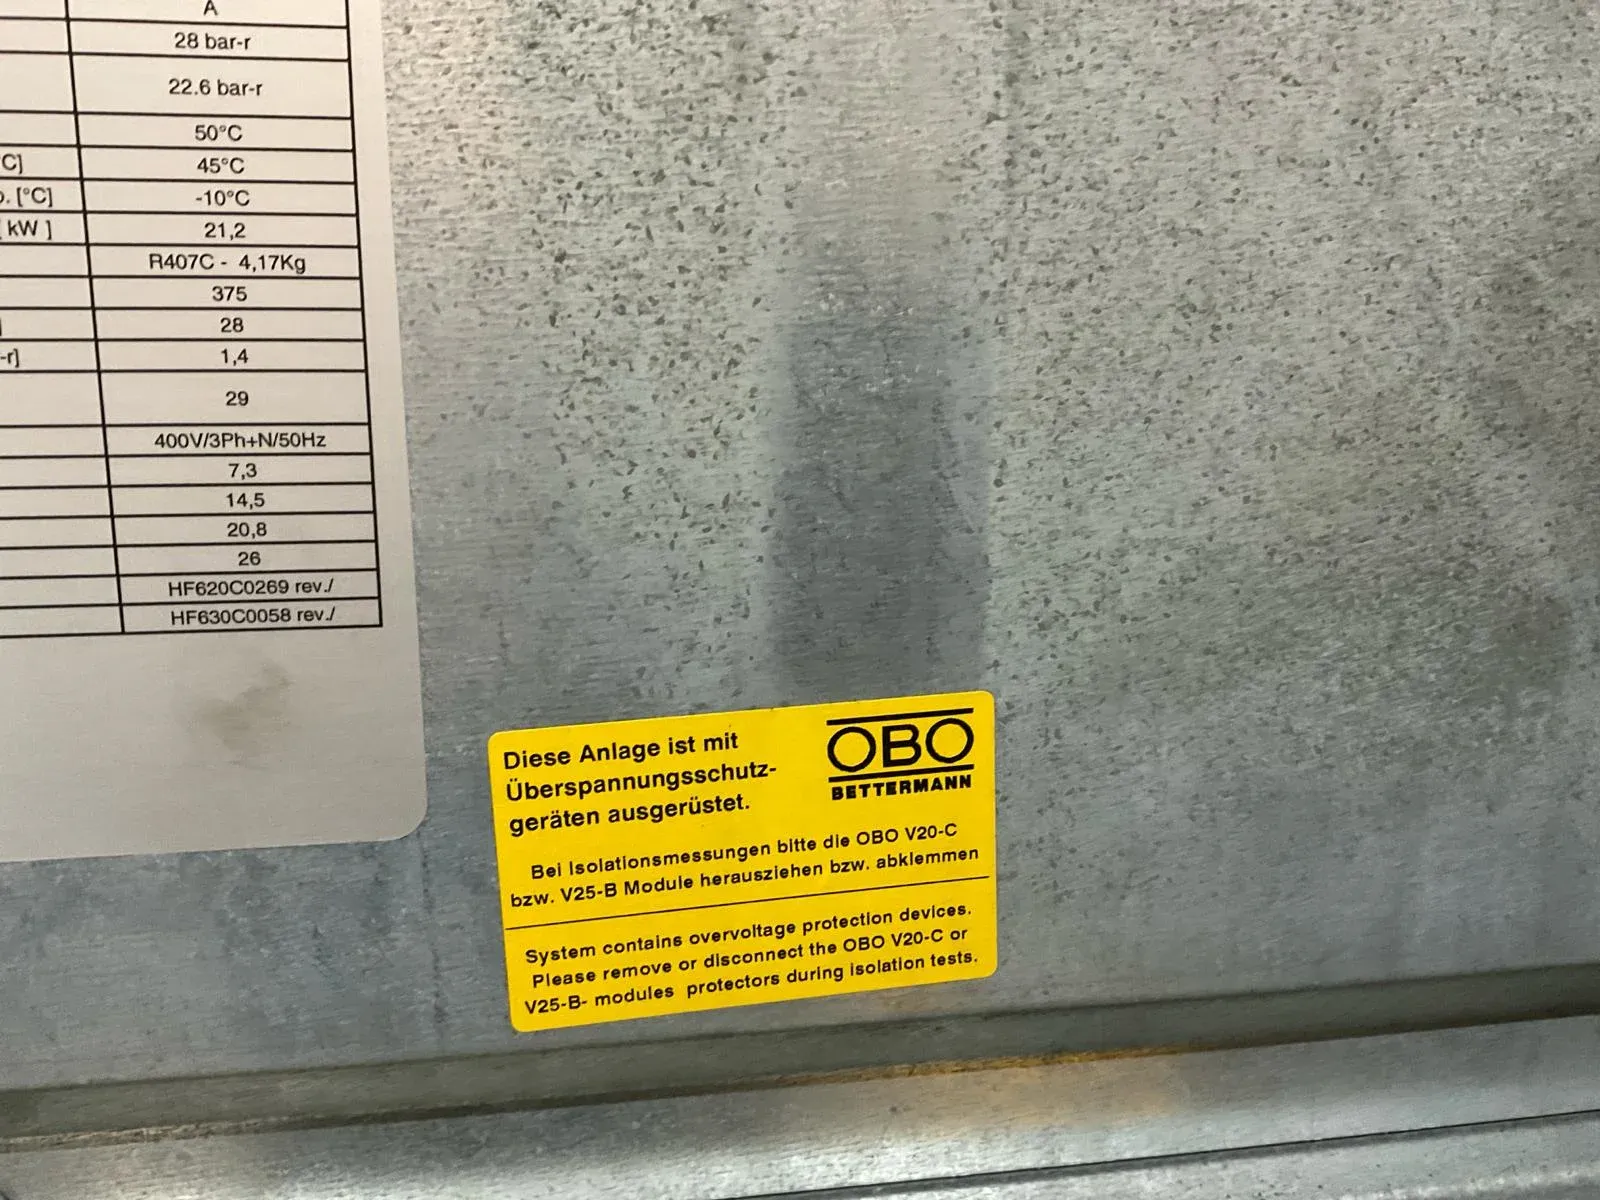 A
28 bar-r
22.6 bar-r
50°C
C] 45°C
. [°C] -10°C
kW ] 21,2
R407C - 4,17Kg
375
] 28
-r] 1,4
29
400V/3Ph+N/50Hz
7,3
14,5
20,8
26
HF620C0269 rev./
HF630C0058 rev./
Diese Anlage ist mit
Überspannungsschutz-
geräten ausgerüstet.
OBO
BETTERMANN
Bei Isolationsmessungen bitte die OBO V20-C
bzw. V25-B Module herausziehen bzw. abklemmen
System contains overvoltage protection devices.
Please remove or disconnect the OBO V20-C or
V25-B- modules protectors during isolation tests.